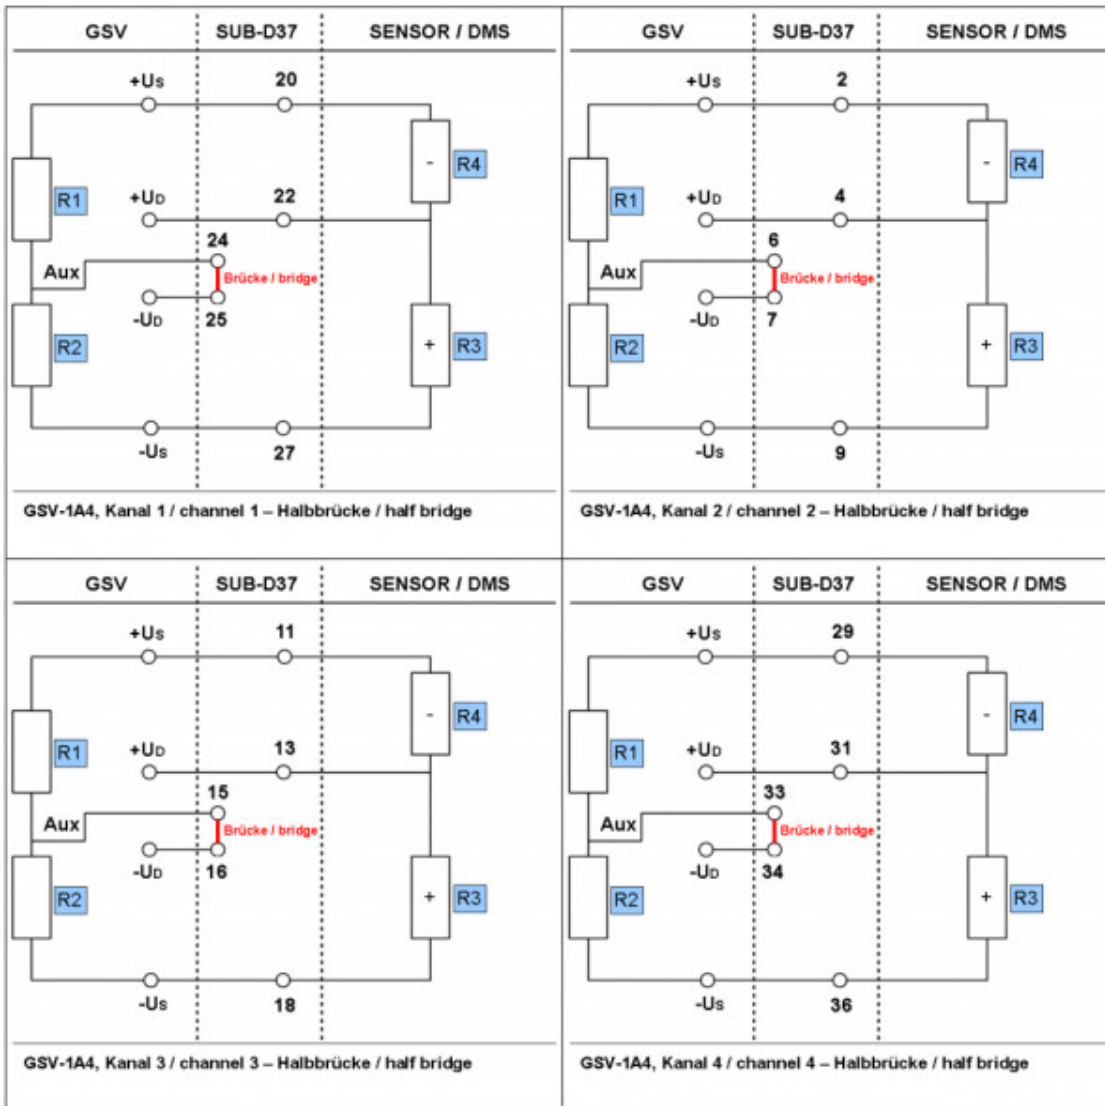 GSV SUB-D37 SENSOR / DMS
+Us 20
R4
-
R1 +UD 22
24
Aux Brücke / bridge
-UD 25
R2 + R3
-Us 27
GSV-1A4, Kanal 1 / channel 1 – Halbbrücke / half bridge
GSV SUB-D37 SENSOR / DMS
+Us 2
- R4
R1 +UD 4
6
Aux Brücke / bridge
-UD 7
R2 + R3
-Us 9
GSV-1A4, Kanal 2 / channel 2 – Halbbrücke / half bridge
GSV SUB-D37 SENSOR / DMS
+Us 11
- R4
R1 +UD 13
15
Aux Brücke / bridge
-UD 16
R2 + R3
-Us 18
GSV-1A4, Kanal 3 / channel 3 – Halbbrücke / half bridge
GSV SUB-D37 SENSOR / DMS
+Us 29
- R4
R1 +UD 31
33
Aux Brücke / bridge
-UD 34
R2 + R3
-Us 36
GSV-1A4, Kanal 4 / channel 4 – Halbbrücke / half bridge